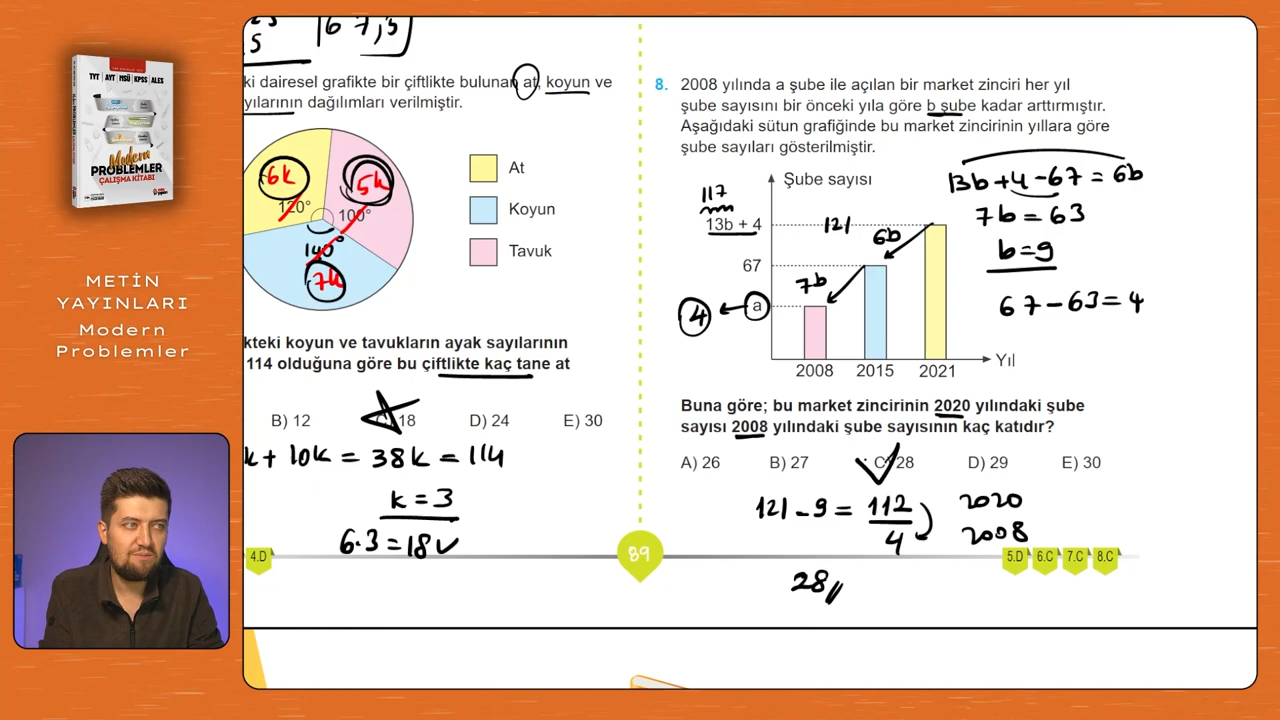 TYT | AYT | MSÜ | KPSS | ALES
Modern
PROBLEMLER
ÇALIŞMA KİTABI
METİN
YAYINLARI
Modern
Problemler
67,5
ki dairesel grafikte bir çiftlikte bulunan at, koyun ve
yılarının dağılımları verilmiştir.
6k
5k
120°
100°
140°
7k
At
Koyun
Tavuk
kteki koyun ve tavukların ayak sayılarının
114 olduğuna göre bu çiftlikte kaç tane at
B) 12 C) 18 D) 24 E) 30
k + 10k = 38k = 114
k = 3
6.3 = 18
4.D
8. 2008 yılında a şube ile açılan bir market zinciri her yıl
şube sayısını bir önceki yıla göre b şube kadar arttırmıştır.
Aşağıdaki sütun grafiğinde bu market zincirinin yıllara göre
şube sayıları gösterilmiştir.
Şube sayısı
117
13b + 4
121
6b
67
7b
4
a
2008 2015 2021
Yıl
13b + 4 - 67 = 6b
7b = 63
b = 9
67 - 63 = 4
Buna göre; bu market zincirinin 2020 yılındaki şube
sayısı 2008 yılındaki şube sayısının kaç katıdır?
A) 26 B) 27 C) 28 D) 29 E) 30
121 - 9 = 112
4
2020
2008
28
89
5.D 6.C 7.C 8.C